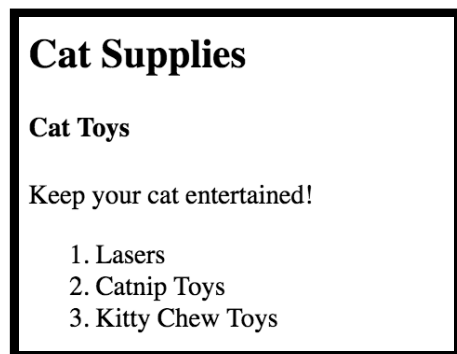 Cat Supplies
Cat Toys
Keep your cat entertained!
1. Lasers
2. Catnip Toys
3. Kitty Chew Toys